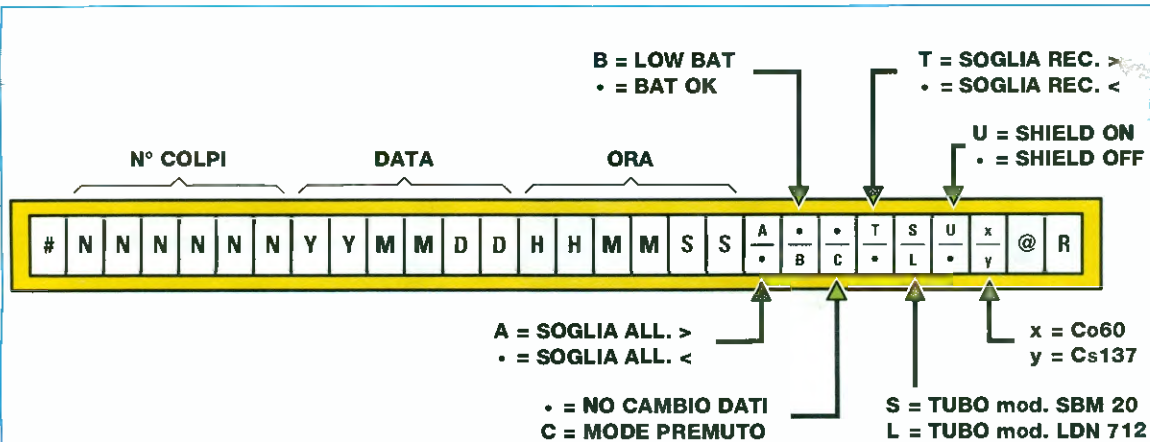 B = LOW BAT
• = BAT OK
T = SOGLIA REC. >
• = SOGLIA REC. <
U = SHIELD ON
• = SHIELD OFF
N° COLPI
DATA
ORA
# N N N N N N Y Y M M D D H H M M S S A • • T S U x @ R
• B C • L • y
A = SOGLIA ALL. >
• = SOGLIA ALL. <
x = Co60
y = Cs137
• = NO CAMBIO DATI
C = MODE PREMUTO
S = TUBO mod. SBM 20
L = TUBO mod. LDN 712